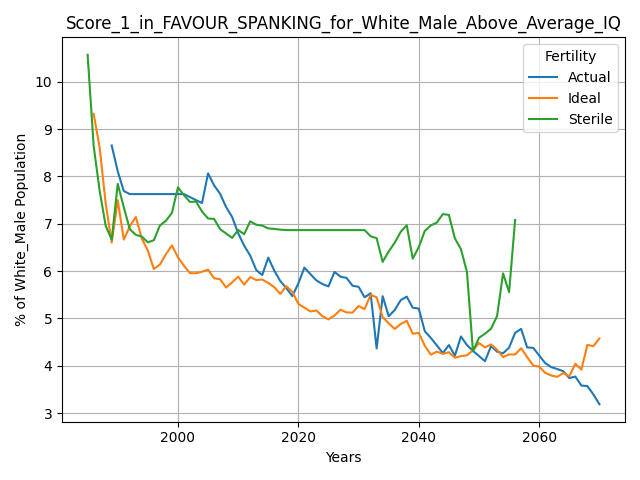 Score_1_in_FAVOUR_SPANKING_for_White_Male_Above_Average_IQ
Fertility
Actual
Ideal
Sterile
% of White_Male Population
10
9
8
7
6
5
4
3
2000 2020 2040 2060
Years